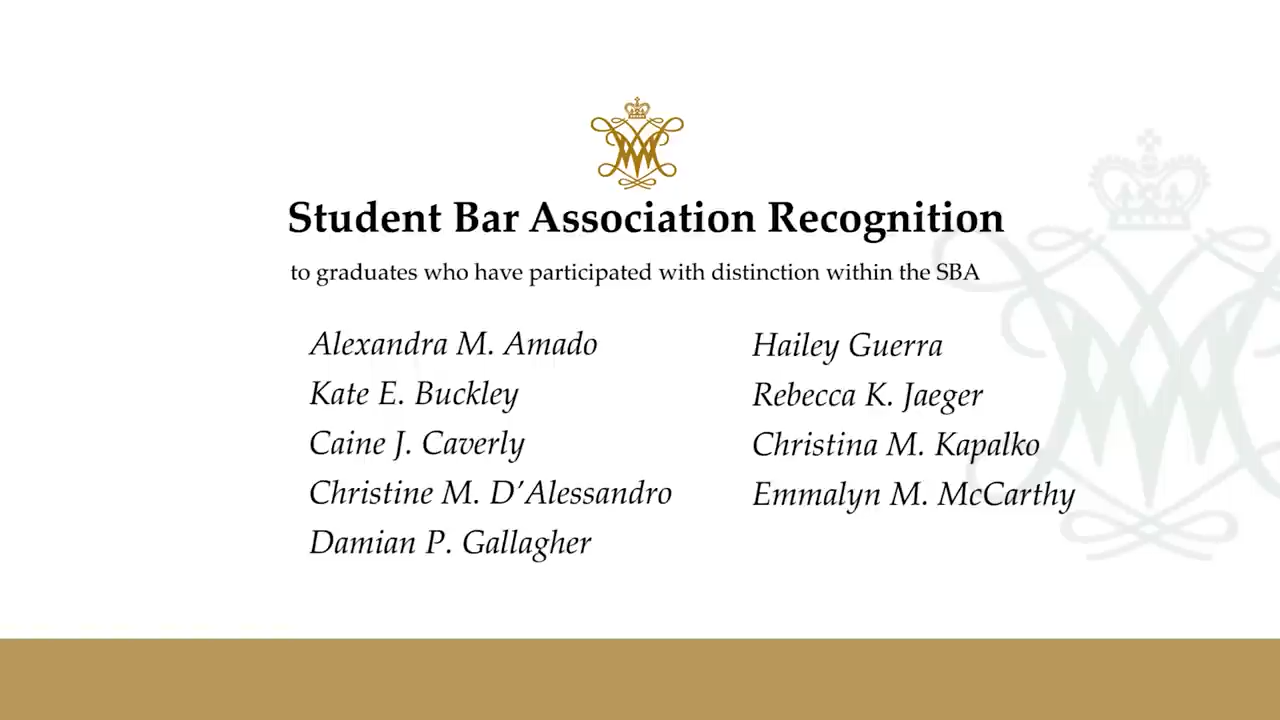 Student Bar Association Recognition
to graduates who have participated with distinction within the SBA
Alexandra M. Amado
Kate E. Buckley
Caine J. Caverly
Christine M. D’Alessandro
Damian P. Gallagher
Hailey Guerra
Rebecca K. Jaeger
Christina M. Kapalko
Emmalyn M. McCarthy